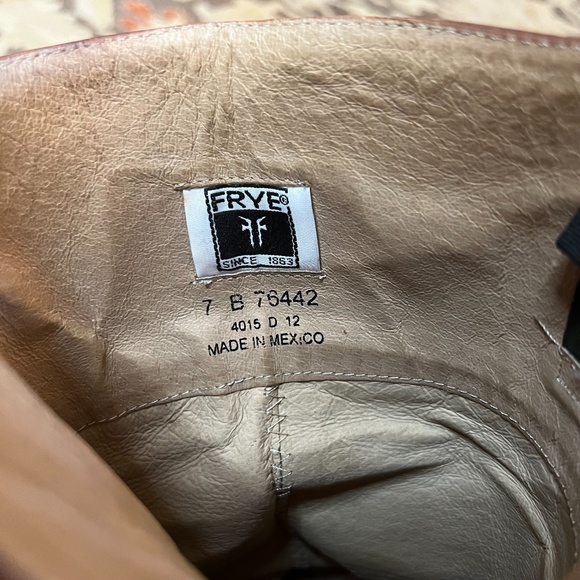 FRYE®
SINCE 1863
7 B 76442
4015 D 12
MADE IN MEXICO